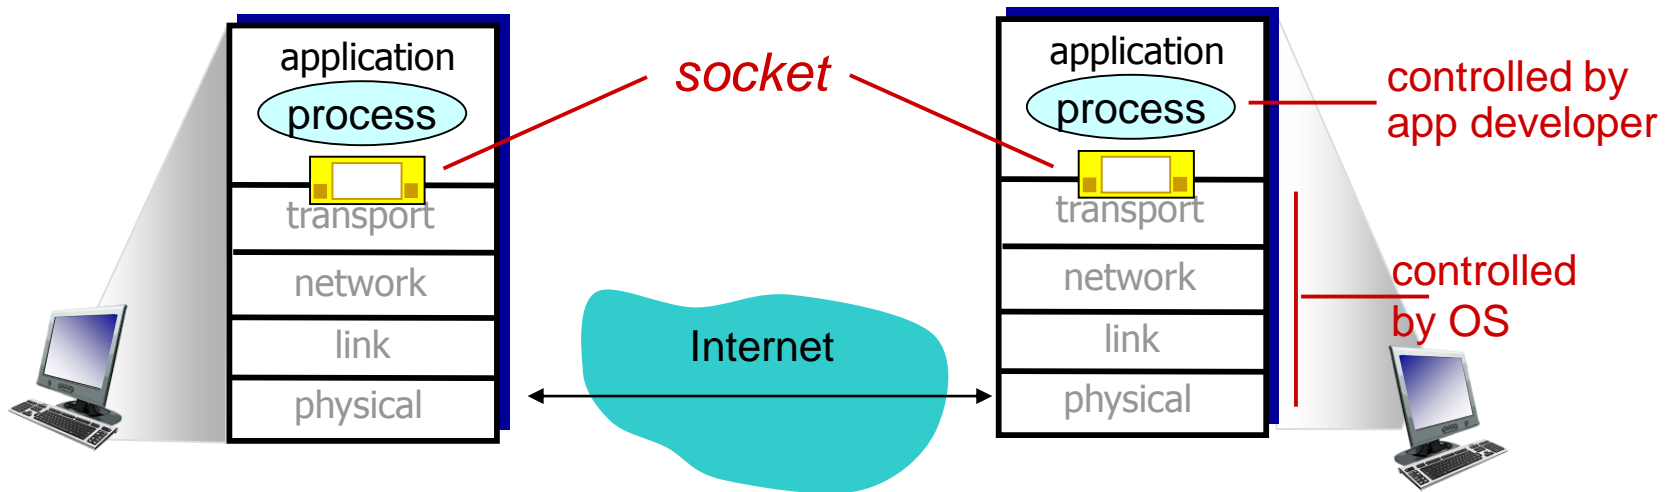 application
process
transport
network
link
physical
socket
Internet
application
process
transport
network
link
physical
controlled by
app developer
controlled
by OS